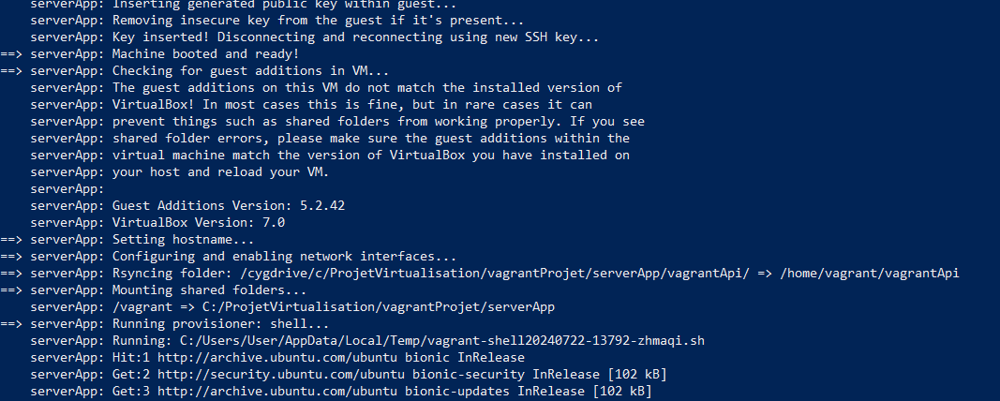 serverApp: Inserting generated public key within guest...
serverApp: Removing insecure key from the guest if it's present...
serverApp: Key inserted! Disconnecting and reconnecting using new SSH key...
==> serverApp: Machine booted and ready!
==> serverApp: Checking for guest additions in VM...
serverApp: The guest additions on this VM do not match the installed version of
serverApp: VirtualBox! In most cases this is fine, but in rare cases it can
serverApp: prevent things such as shared folders from working properly. If you see
serverApp: shared folder errors, please make sure the guest additions within the
serverApp: virtual machine match the version of VirtualBox you have installed on
serverApp: your host and reload your VM.
serverApp:
serverApp: Guest Additions Version: 5.2.42
serverApp: VirtualBox Version: 7.0
==> serverApp: Setting hostname...
==> serverApp: Configuring and enabling network interfaces...
==> serverApp: Rsyncing folder: /cygdrive/c/ProjetVirtualisation/vagrantProjet/serverApp/vagrantApi/ => /home/vagrant/vagrantApi
==> serverApp: Mounting shared folders...
serverApp: /vagrant => C:/ProjetVirtualisation/vagrantProjet/serverApp
==> serverApp: Running provisioner: shell...
serverApp: Running: C:/Users/User/AppData/Local/Temp/vagrant-shell20240722-13792-zhmaqi.sh
serverApp: Hit:1 http://archive.ubuntu.com/ubuntu bionic InRelease
serverApp: Get:2 http://security.ubuntu.com/ubuntu bionic-security InRelease [102 kB]
serverApp: Get:3 http://archive.ubuntu.com/ubuntu bionic-updates InRelease [102 kB]